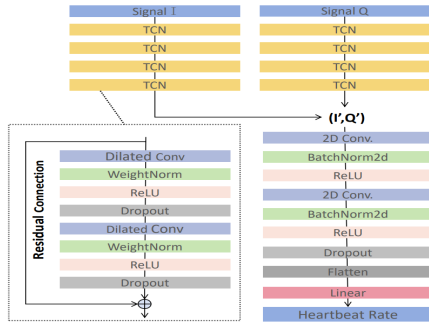 Signal I
TCN
TCN
TCN
TCN
Signal Q
TCN
TCN
TCN
TCN
(I',Q')
Residual Connection
Dilated Conv
WeightNorm
ReLU
Dropout
Dilated Conv
WeightNorm
ReLU
Dropout
2D Conv.
BatchNorm2d
ReLU
2D Conv.
BatchNorm2d
ReLU
Dropout
Flatten
Linear
Heartbeat Rate